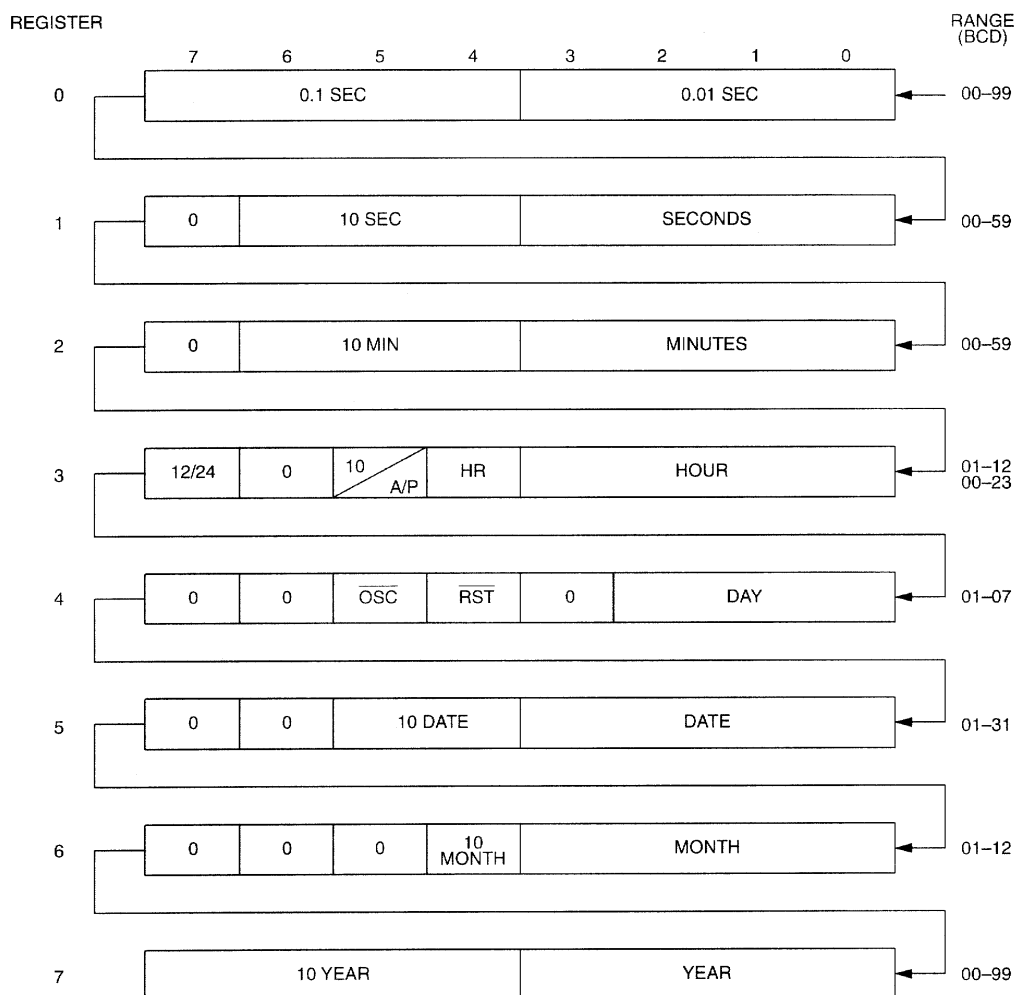 REGISTER
RANGE
(BCD)
7 6 5 4 3 2 1 0
0 0.1 SEC 0.01 SEC 00–99
1 0 10 SEC SECONDS 00–59
2 0 10 MIN MINUTES 00–59
3 12/24 0 10 A/P HR HOUR 01–12
00–23
4 0 0 O̅S̅C̅ R̅S̅T̅ 0 DAY 01–07
5 0 0 10 DATE DATE 01–31
6 0 0 0 10 MONTH MONTH 01–12
7 10 YEAR YEAR 00–99